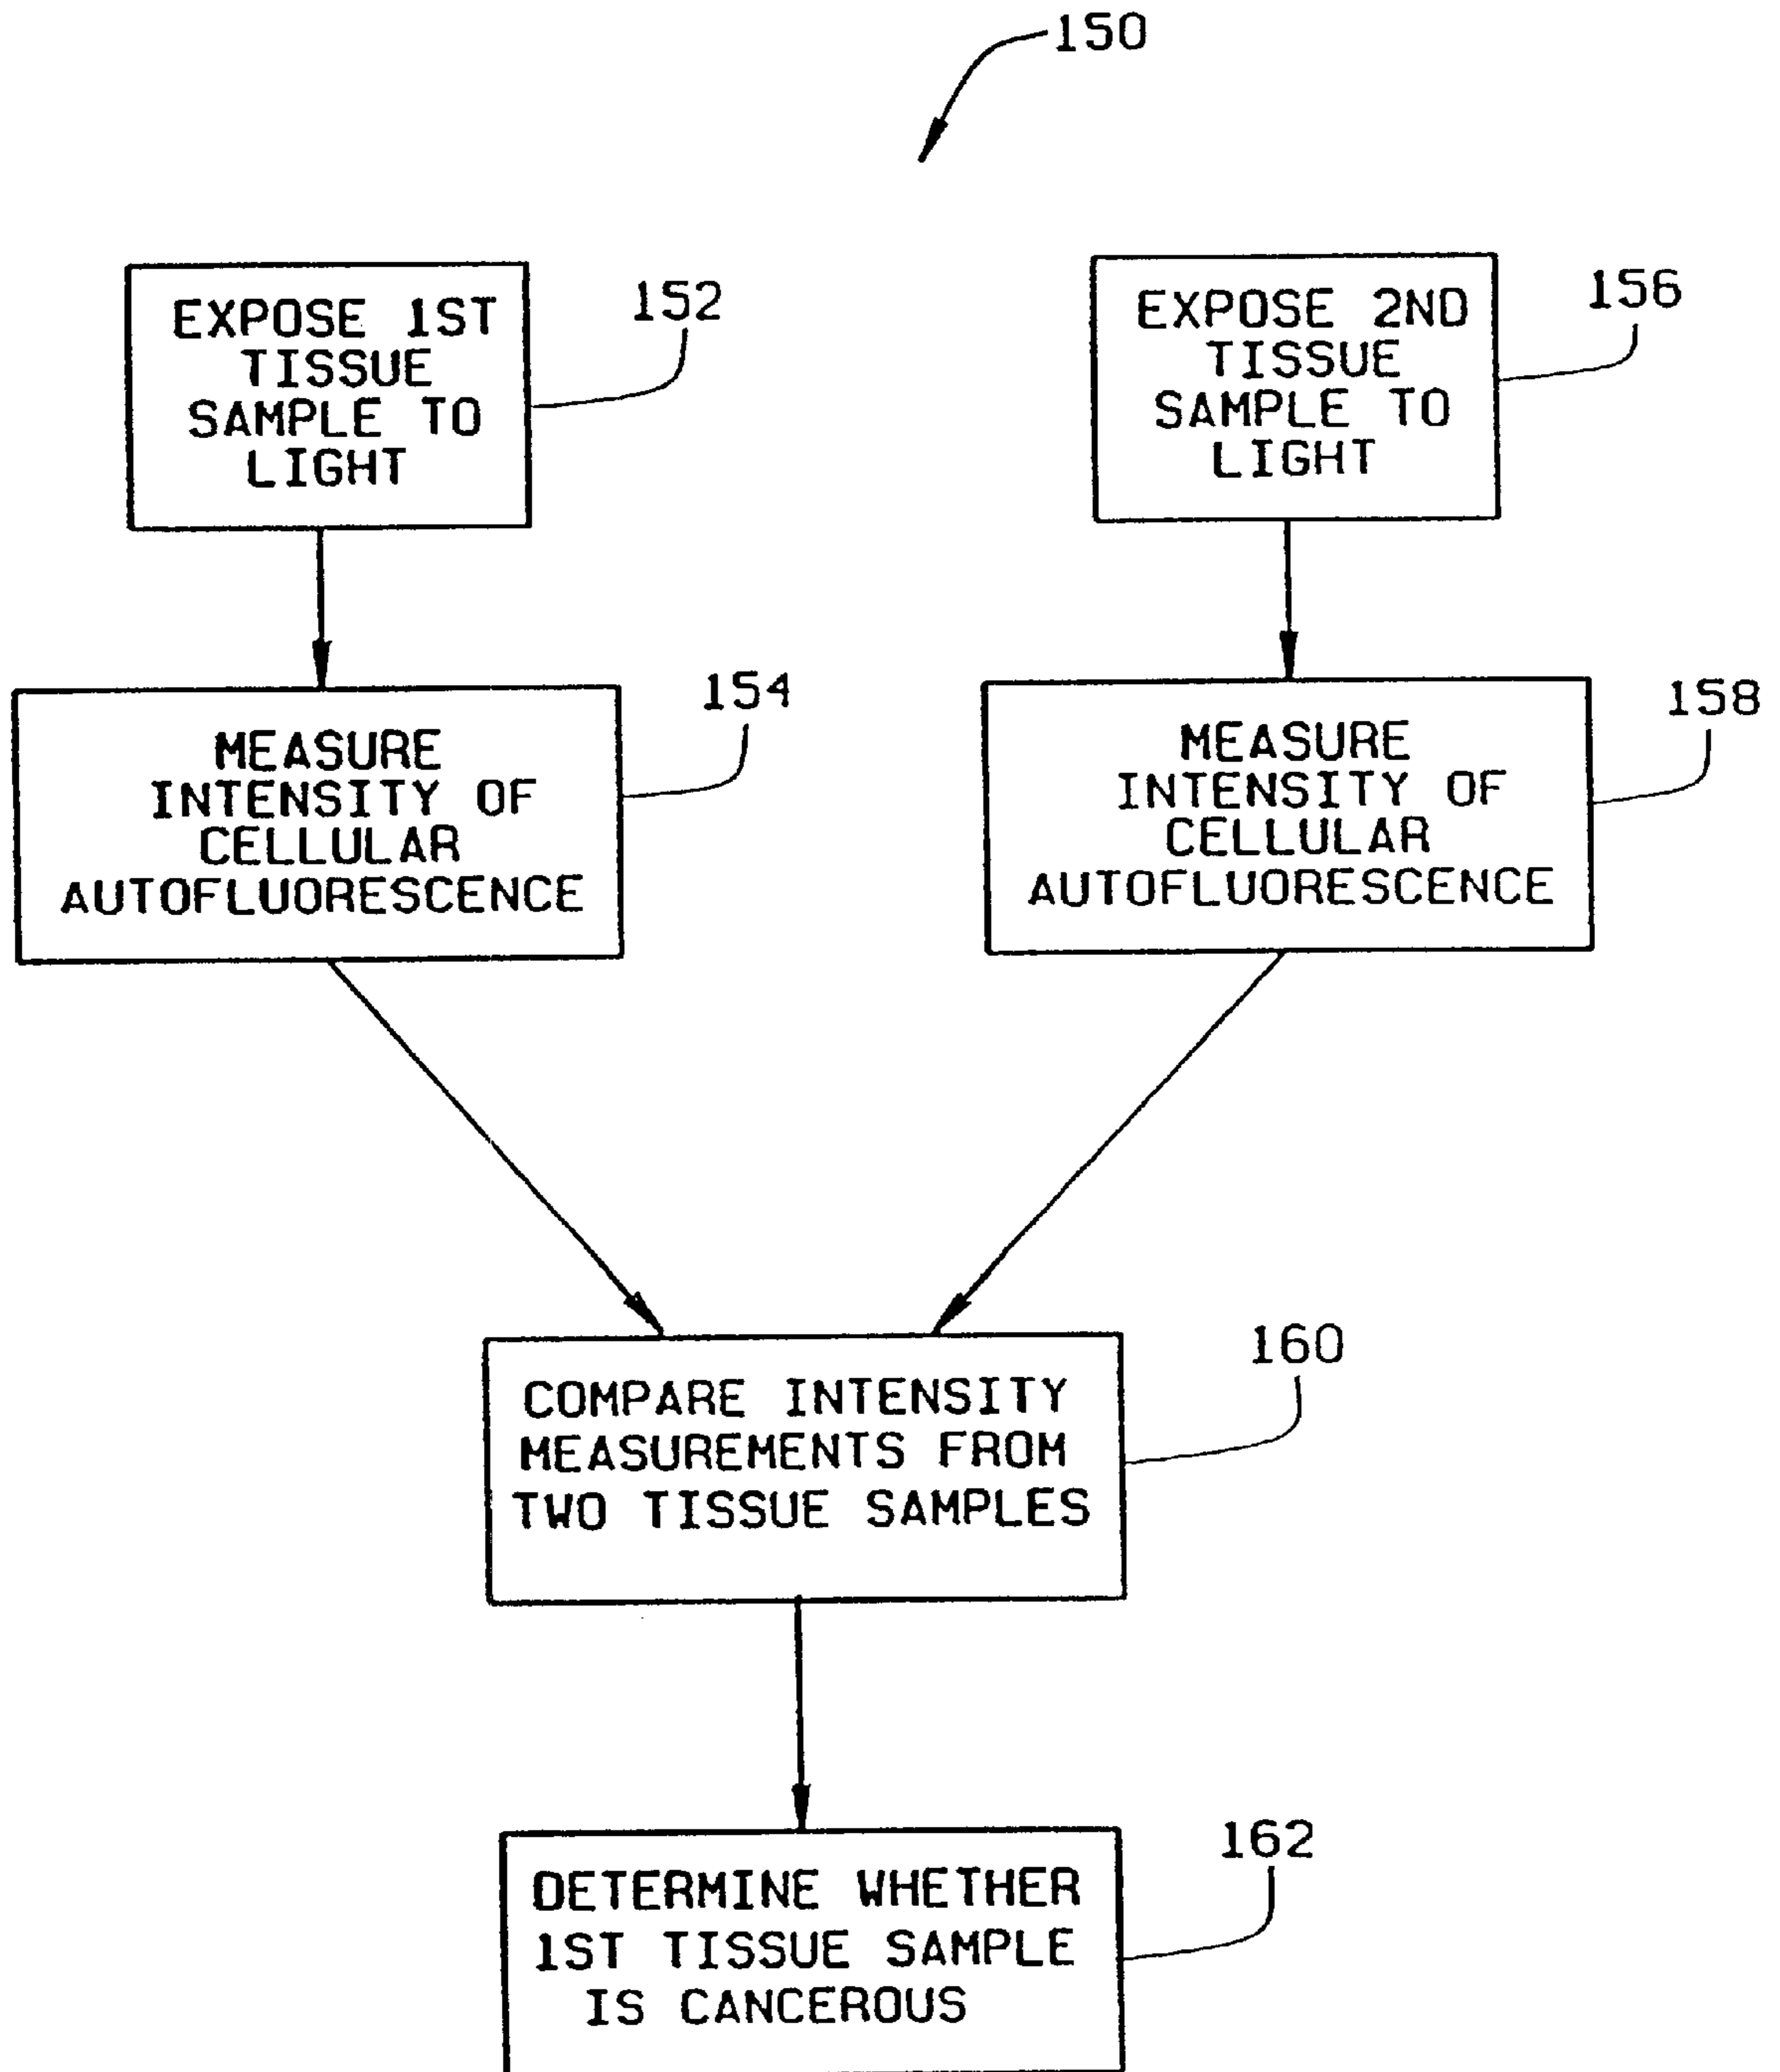 150
EXPOSE 1ST
TISSUE
SAMPLE TO
LIGHT
152
EXPOSE 2ND
TISSUE
SAMPLE TO
LIGHT
156
MEASURE
INTENSITY OF
CELLULAR
AUTOFLUORESCENCE
154
MEASURE
INTENSITY OF
CELLULAR
AUTOFLUORESCENCE
158
COMPARE INTENSITY
MEASUREMENTS FROM
TWO TISSUE SAMPLES
160
DETERMINE WHETHER
1ST TISSUE SAMPLE
IS CANCEROUS
162